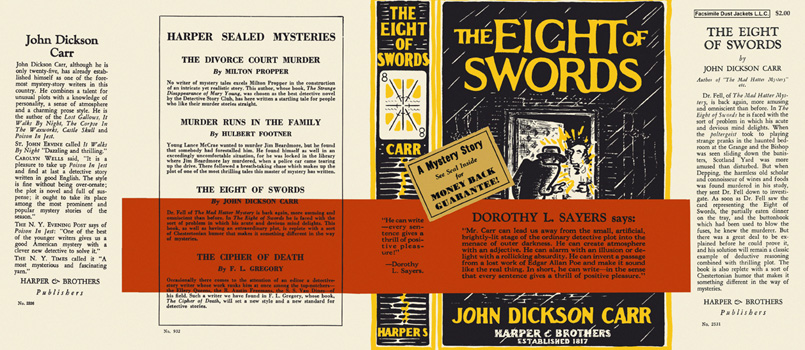 John Dickson
Carr
John Dickson Carr, although he is
only twenty-five, has already estab-
lished himself as one of the fore-
most mystery-story writers in this
country. He combines a talent for
unusual plots with a knowledge of
personality, a sense of atmosphere
and a charming prose style. He is
the author of the Lost Gallows, It
Walks By Night, The Corpse In
The Waxworks, Castle Skull and
Poison In Jest.
ST. JOHN ERVINE called It Walks
By Night "Dazzling and thrilling."
CAROLYN WELLS said, "It is a
pleasure to take up Poison In Jest
and find at last a detective story
written in good English. The style
is fine without being over-ornate;
the plot is novel and full of sus-
pense; it ought to take its place
among the most prominent and
popular mystery stories of the
season."
THE N. Y. EVENING POST says of
Poison In Jest: "One of the best
of the younger writers gives us a
good American mystery with a
clever new detective to solve it."
THE N. Y. TIMES called it "A
most mysterious and fascinating
yarn."
HARPER & BROTHERS
Publishers
HARPER SEALED MYSTERIES
THE DIVORCE COURT MURDER
By MILTON PROPPER
No writer of mystery tales excels Milton Propper in the construction
of an intricate yet realistic story. This author, whose book, The Strange
Disappearance of Mary Young, was chosen as the best detective novel
by the Detective Story Club, has here written a startling tale for people
who like their murder stories straight.
MURDER RUNS IN THE FAMILY
By HULBERT FOOTNER
Young Lance McCrae wanted to murder Jim Beardmore, but he found
that somebody had forestalled him. He found himself as well in an
exceedingly uncomfortable situation, for he was locked in the library
where Jim Beardmore lay murdered, when a police car came tearing
up the drive. There followed a breath-taking chase which makes up the
plot of one of the most thrilling tales this master of mystery has written.
THE EIGHT OF SWORDS
By JOHN DICKSON CARR
Dr. Fell of The Mad Hatter Mystery is back again, more amusing and
omniscient than before. In The Eight of Swords he is faced with the
sort of problem in which his acute and devious mind delights. This
book, as well as having an extraordinary plot, is replete with a sort
of Chestertonian humor that makes it something different in the way
of mysteries.
THE CIPHER OF DEATH
By F. L. GREGORY
Occasionally there comes to the attention of an editor a detective-
story writer whose work ranks him at once among the top-notchers—
his field. Such a writer we have found in F. L. Gregory, whose book,
The Cipher of Death, will set a new style and a new standard for
detective stories.
THE
EIGHT
OF
SWORDS
8
8
CARR
"He can write
—every sen-
tence gives a
thrill of posi-
tive pleas-
ure!"
—Dorothy
L. Sayers.
HARPERS
THE EIGHT OF
SWORDS
A Mystery Story
See Seal Inside
for
MONEY BACK
GUARANTEE!
DOROTHY L. SAYERS says:
"Mr. Carr can lead us away from the small, artificial,
brightly-lit stage of the ordinary detective plot into the
menace of outer darkness. He can create atmosphere
with an adjective. He can alarm with an illusion or de-
light with a rollicking absurdity. He can invent a passage
from a lost work of Edgar Allan Poe and make it sound
like the real thing. In short, he can write—in the sense
that every sentence gives a thrill of positive pleasure."
JOHN DICKSON CARR
HARPER & BROTHERS
ESTABLISHED 1817
Facsimile Dust Jackets L.L.C.
$2.00
THE EIGHT
OF SWORDS
by
JOHN DICKSON CARR
Author of "The Mad Hatter Mystery"
etc.
Dr. Fell, of The Mad Hatter Mys-
tery, is back again, more amusing
and omniscient than before. In The
Eight of Swords he is faced with the
sort of problem in which his acute
and devious mind delights. When
the poltergeist took to playing
strange pranks in the haunted bed-
room at the Grange and the Bishop
was seen sliding down the banis-
ters, Scotland Yard was more
amused than disturbed. But when
Depping, the harmless old scholar
and connoisseur of wines and foods
was found murdered in his study,
they sent Dr. Fell down to investi-
gate. As soon as Dr. Fell saw the
card representing the Eight of
Swords, the partially eaten dinner
on the tray, and the buttonhook
which had been used to blow the
fuses, he knew the murderer. But
there was a great deal to be ex-
plained before he could prove it,
and his solution will remain a classic
example of deductive reasoning
combined with thrilling plot. The
book is also replete with a sort of
Chestertonian humor that makes it
something different in the way of
mysteries.
HARPER & BROTHERS
Publishers